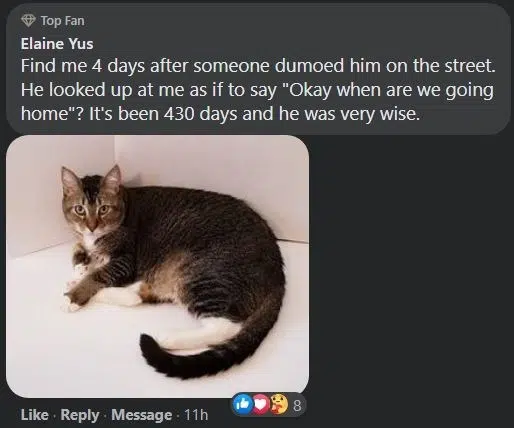 Top Fan
Elaine Yus
Find me 4 days after someone dumoed him on the street.
He looked up at me as if to say "Okay when are we going
home"? It's been 430 days and he was very wise.
8
Like · Reply · Message · 11h